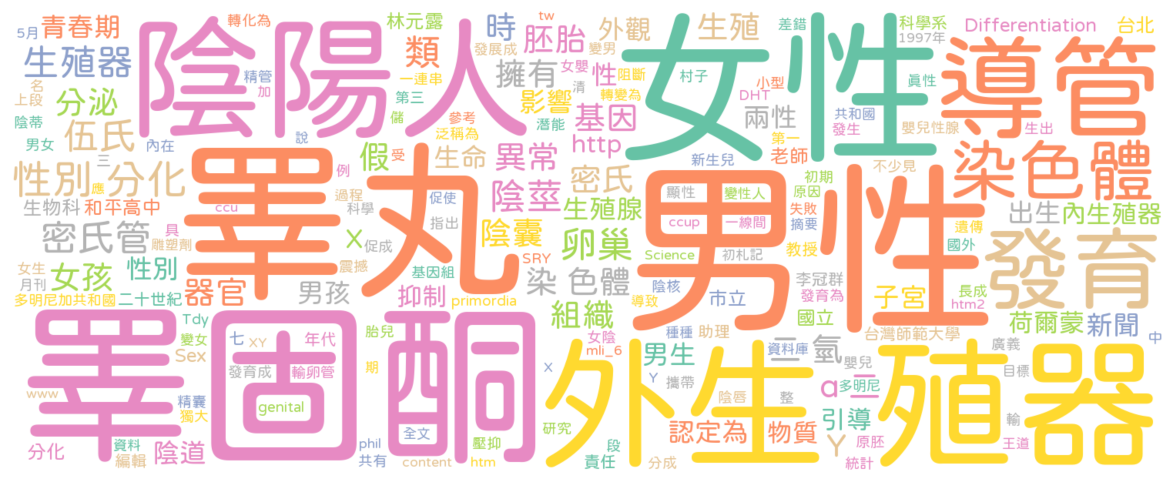 陰陽人
女性
導管
睪丸
男性
染色體
發育
睪固酮
外生殖器
5月
青春期
轉化為
林元露
時
類
tw
胚胎
外觀
生殖
差錯
科學系
1997年
Differentiation
台北
生殖器
精管
加
發展成
變男
一連串
擁有
女嬰
性
阻斷
村子
兩性
名
上段
分泌
第三
儲
參考
泛稱為
影響
清
轉變為
基因
小型
DHT
第一
老師
共和國
發生
嬰兒性腺
生出
陰蒂
男女
伍氏
內在
說
假
受
生命
異常
潛能
http
新生兒
不少見
三
性別
分化
應
例
陰莖
密氏
顯性
變性人
初期
原因
失敗
遺傳
生物科
和平高中
ccu
過程
科學
促使
指出
生殖腺
ccup
一線間
摘要
出生
內生殖器
密氏管
具
雕塑劑
X
促成
陰囊
卵巢
Science
初札記
教授
國外
女生
月刊
女孩
性別
震撼
基因組
SRY
染
色體
陰核
李冠群
發育為
長成
htm2
多明尼加共和國
二十世紀
器官
男孩
抑制
primordia
導致
市立
國立
子宮
Tdy
胎兒
組織
種種
助理
台灣師範大學
荷爾蒙
新聞
中
變女
七
XY
年代
女陰
mli_6
男生
資料庫
二氫
嬰兒
廣義
Sex
發育成
輸卵管
期
X
Y
攜帶
陰唇
整
a
多明尼
二
目標
www
精囊
獨大
genital
全文
研究
認定為
物質
引導
輸
分化
資料
編輯
陰道
phil
共有
壓抑
content
htm
段
責任
分成
Y
原胚
統計
王道